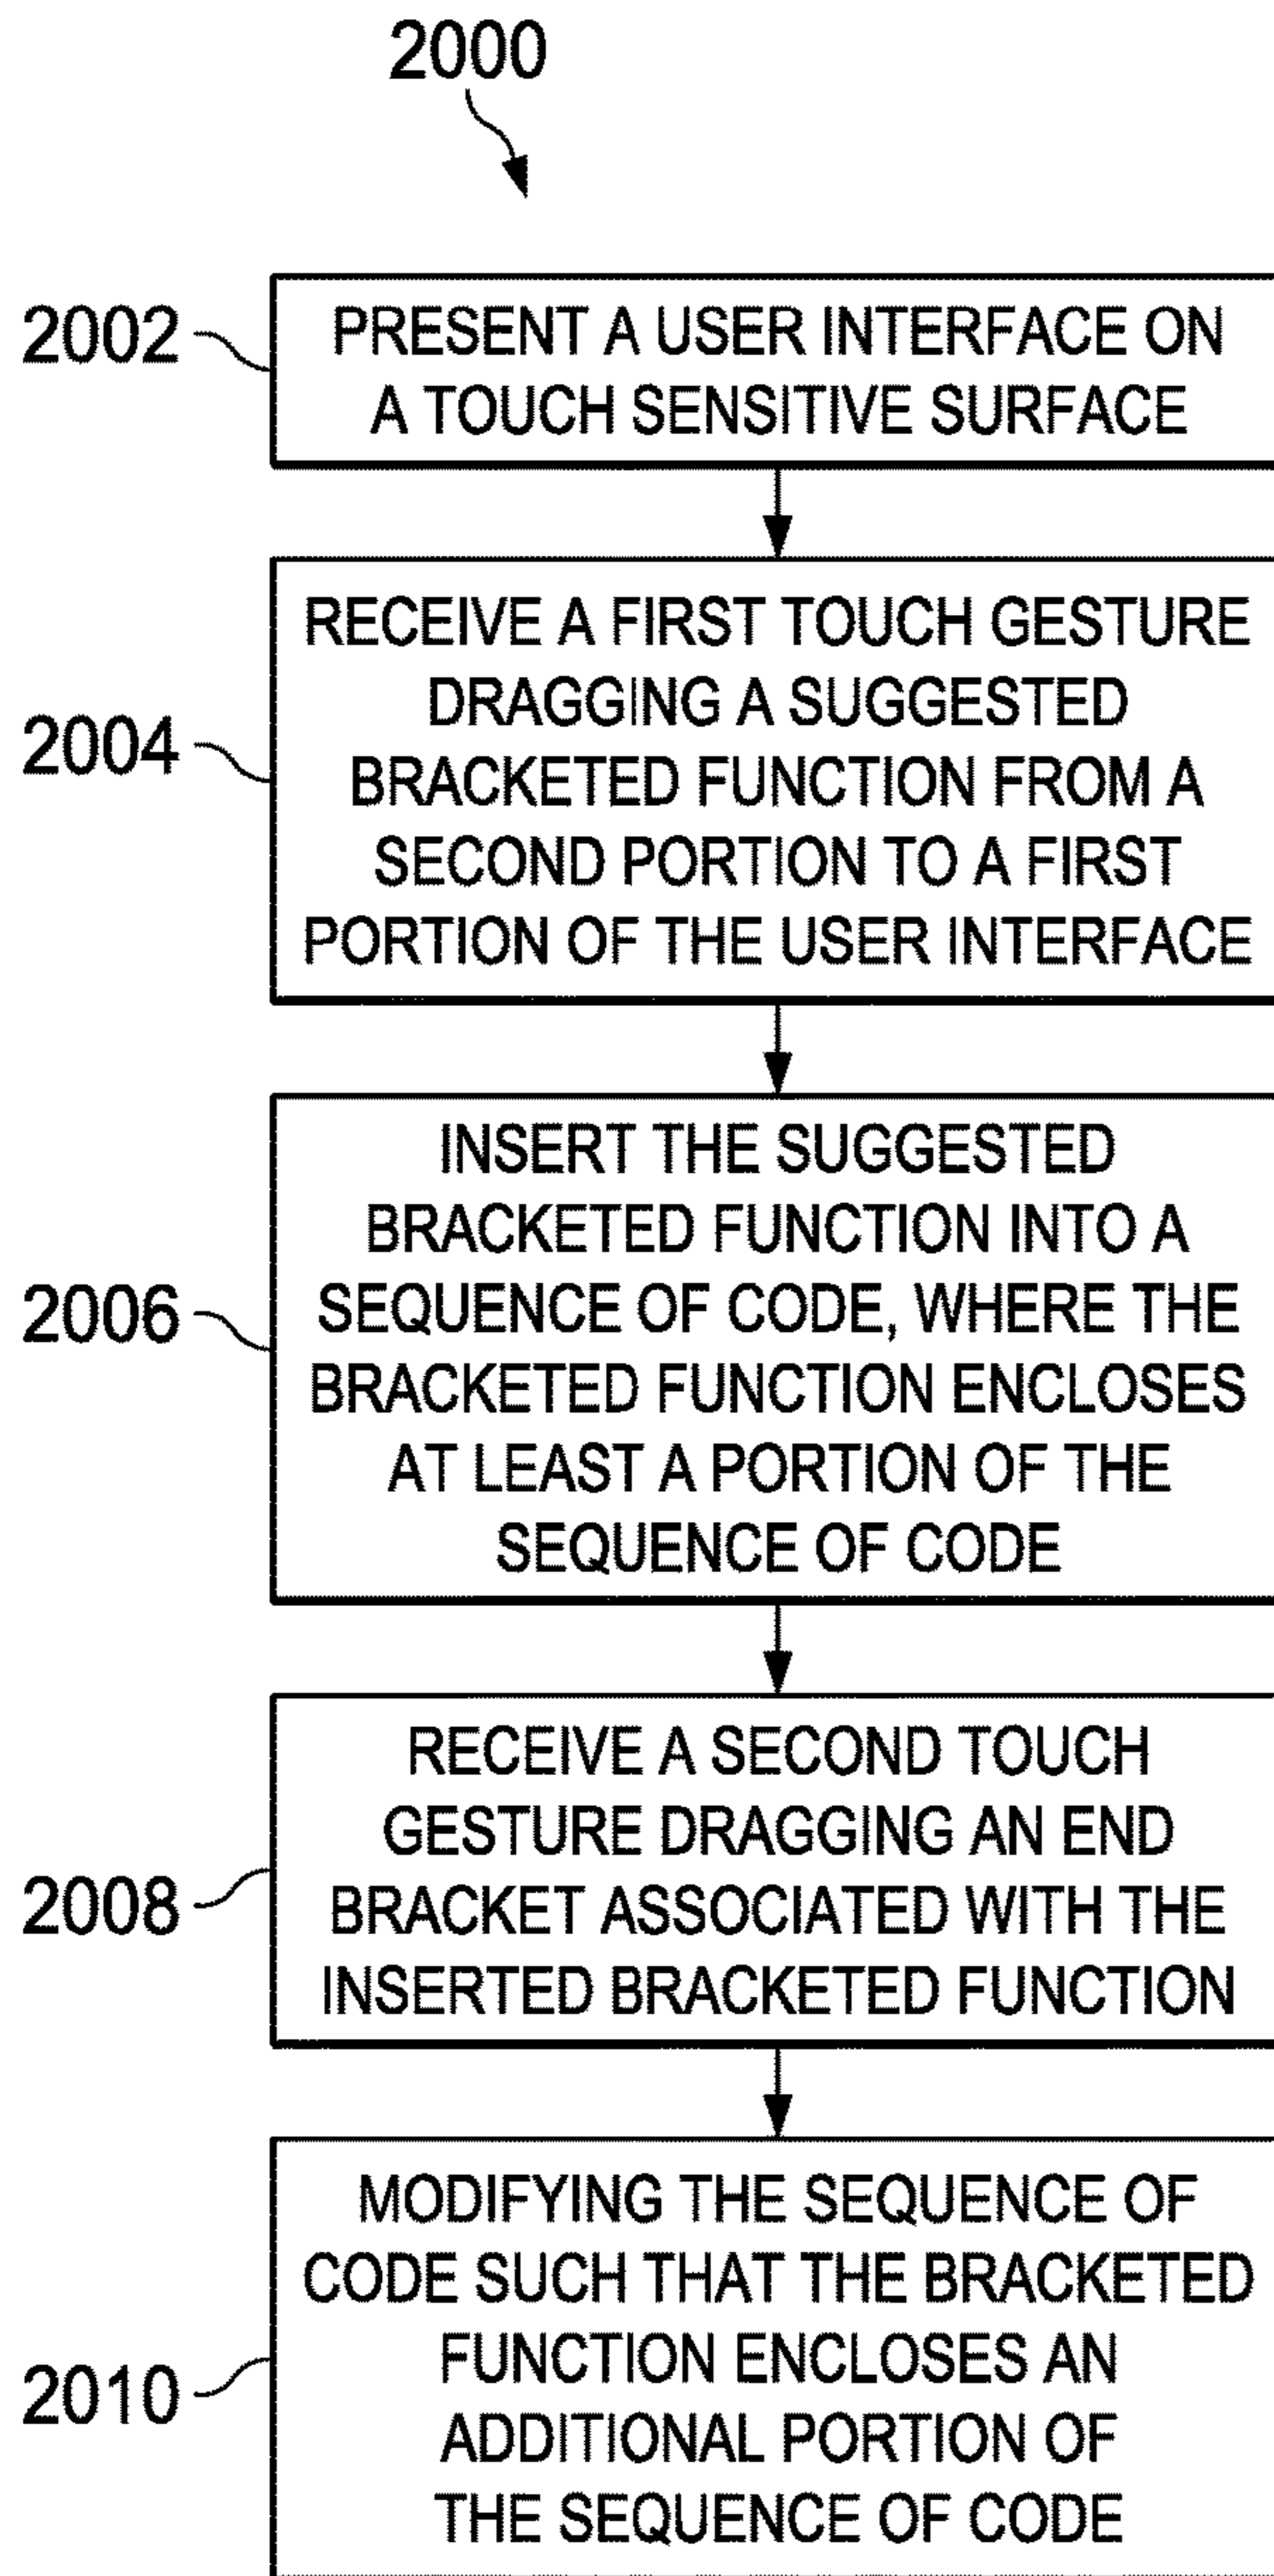 2000
2002
PRESENT A USER INTERFACE ON
A TOUCH SENSITIVE SURFACE
2004
RECEIVE A FIRST TOUCH GESTURE
DRAGGING A SUGGESTED
BRACKETED FUNCTION FROM A
SECOND PORTION TO A FIRST
PORTION OF THE USER INTERFACE
2006
INSERT THE SUGGESTED
BRACKETED FUNCTION INTO A
SEQUENCE OF CODE, WHERE THE
BRACKETED FUNCTION ENCLOSES
AT LEAST A PORTION OF THE
SEQUENCE OF CODE
2008
RECEIVE A SECOND TOUCH
GESTURE DRAGGING AN END
BRACKET ASSOCIATED WITH THE
INSERTED BRACKETED FUNCTION
2010
MODIFYING THE SEQUENCE OF
CODE SUCH THAT THE BRACKETED
FUNCTION ENCLOSES AN
ADDITIONAL PORTION OF
THE SEQUENCE OF CODE